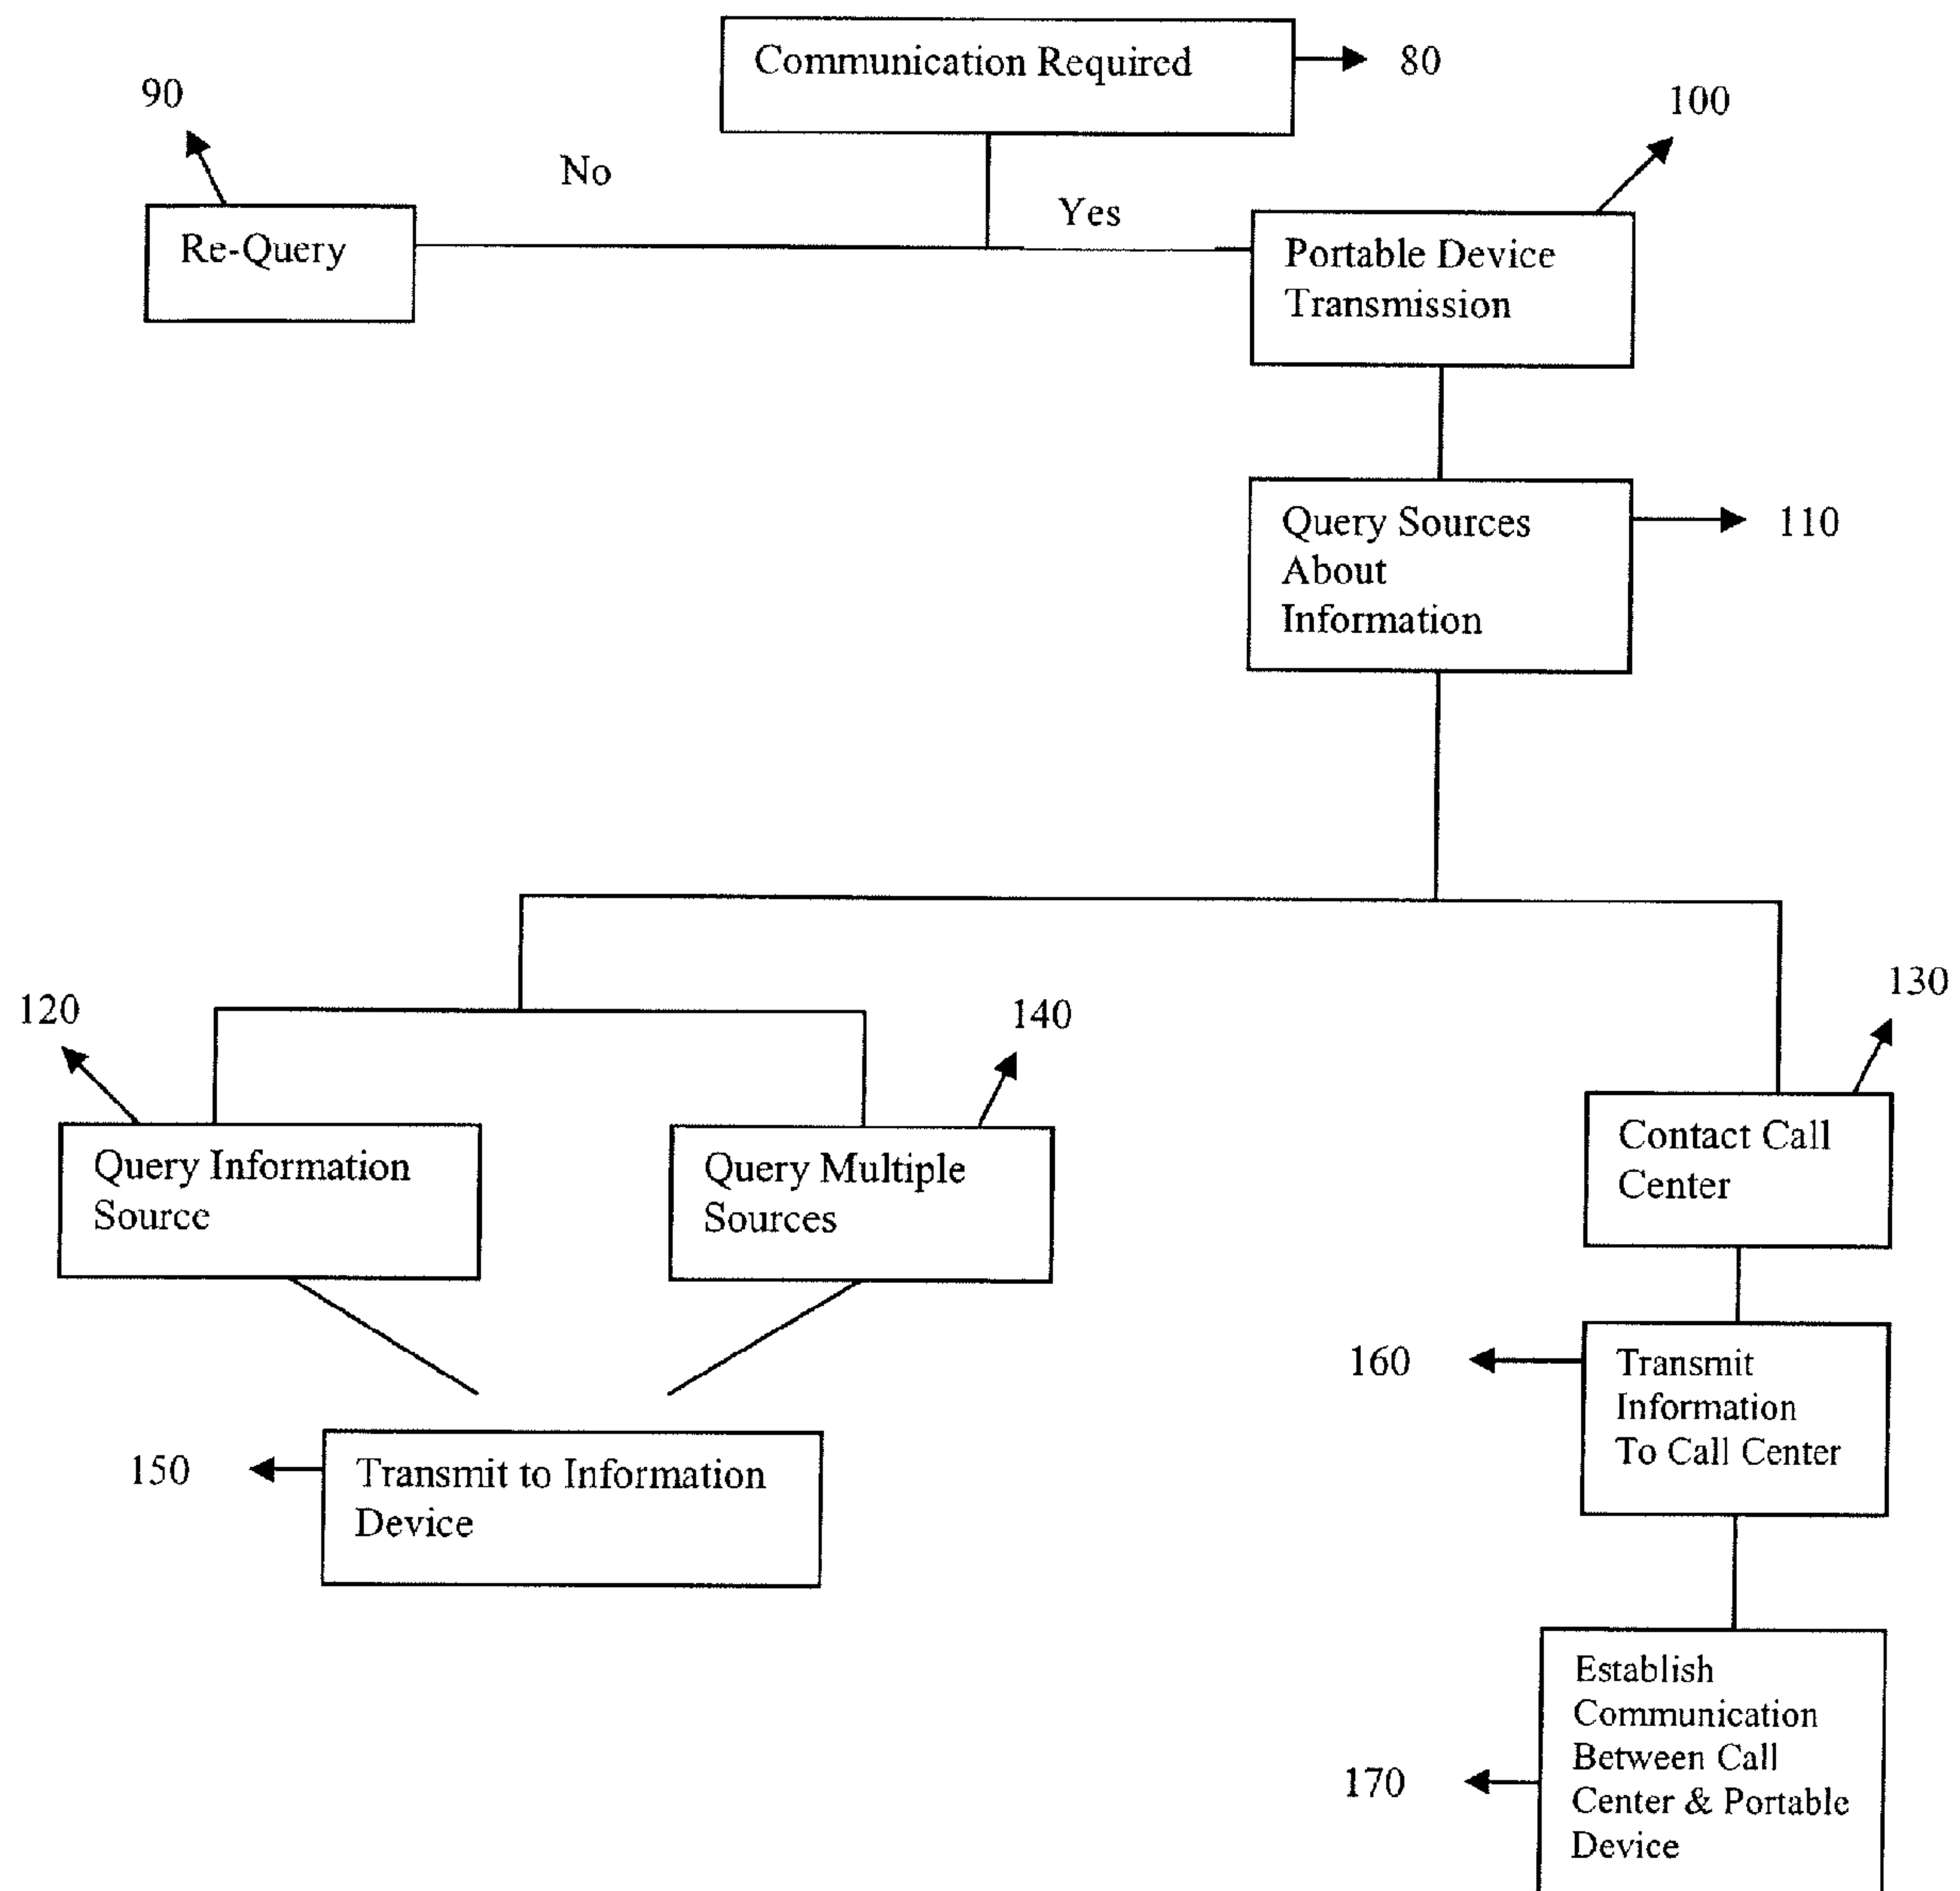 Communication Required
80
90
100
No
Yes
Re-Query
Portable Device
Transmission
Query Sources
About
Information
110
120
140
130
Query Information
Source
Query Multiple
Sources
Contact Call
Center
160
Transmit
Information
To Call Center
150
Transmit to Information
Device
170
Establish
Communication
Between Call
Center & Portable
Device